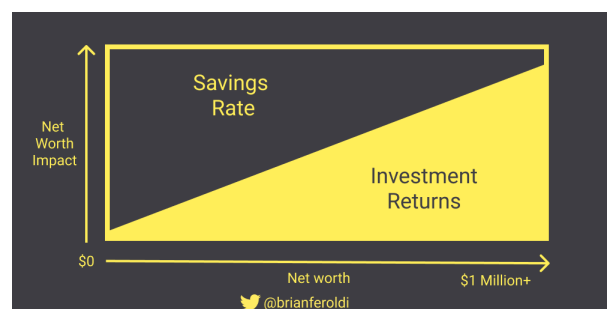 Savings
Rate
Net
Worth
Impact
Investment
Returns
$0
Net worth
$1 Million+
@brianferoldi